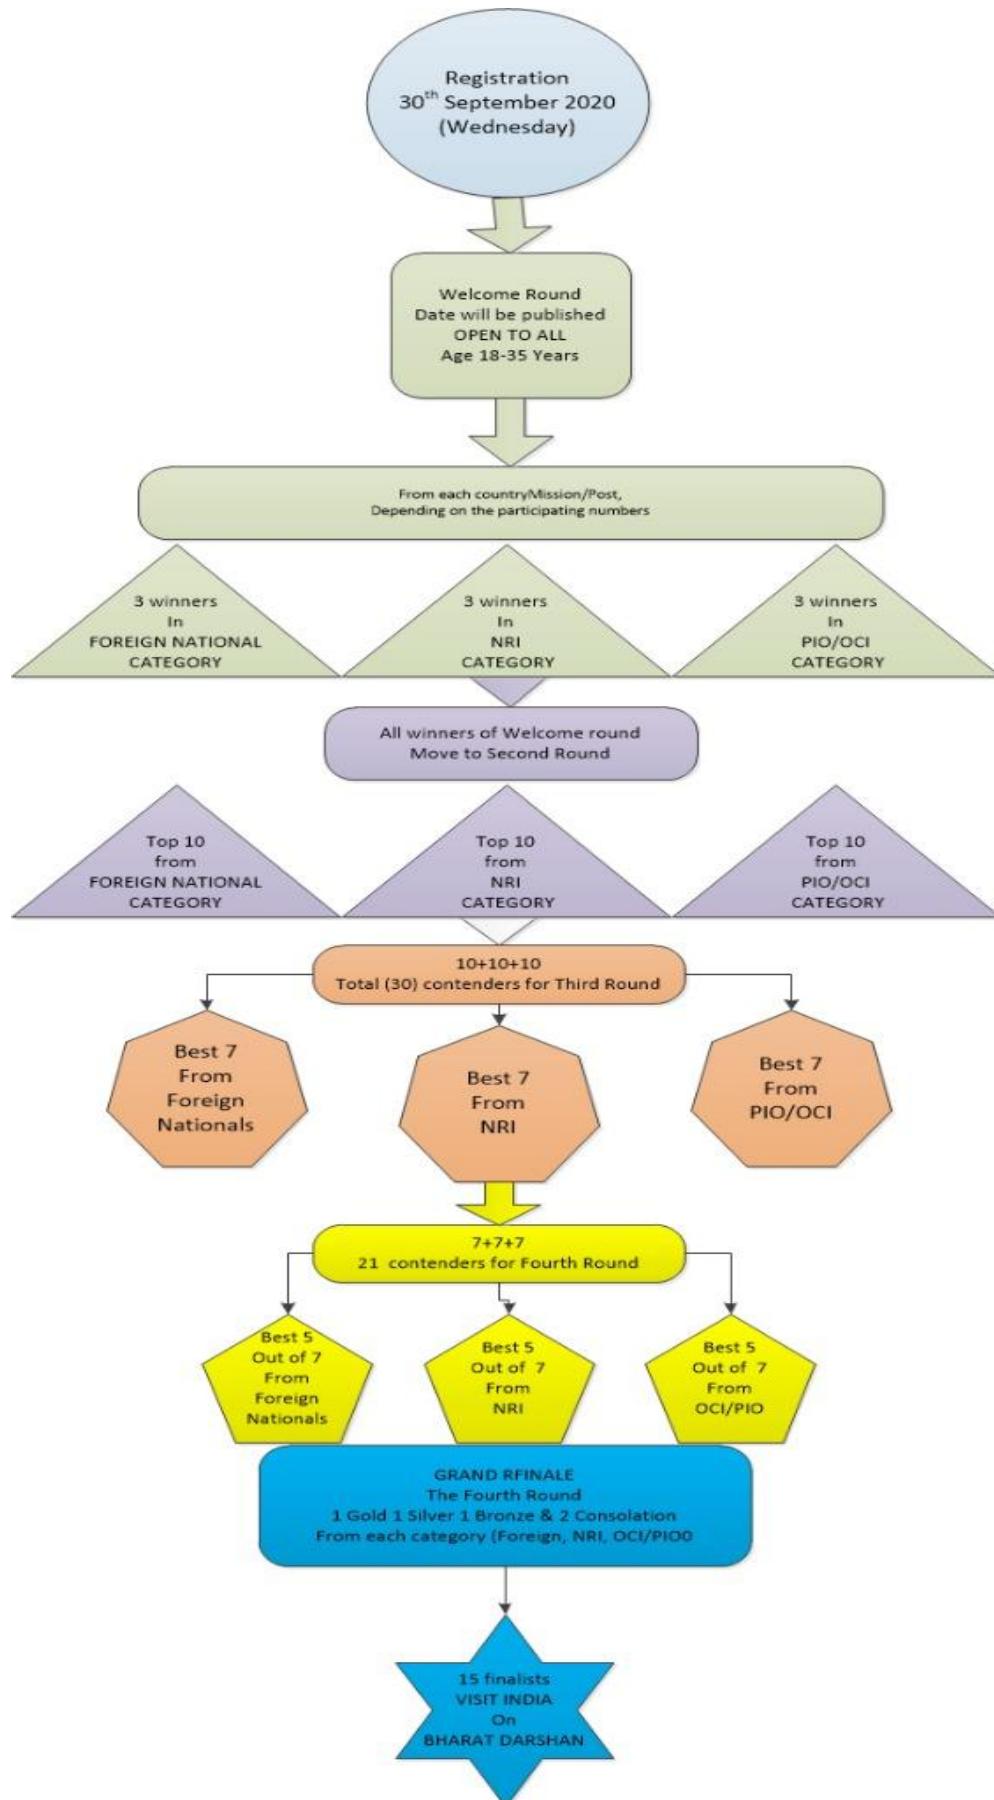 Registration
30th September 2020
(Wednesday)
Welcome Round
Date will be published
OPEN TO ALL
Age 18-35 Years
From each countryMission/Post,
Depending on the participating numbers
3 winners
In
FOREIGN NATIONAL
CATEGORY
3 winners
In
NRI
CATEGORY
3 winners
In
PIO/OCI
CATEGORY
All winners of Welcome round
Move to Second Round
Top 10
from
FOREIGN NATIONAL
CATEGORY
Top 10
from
NRI
CATEGORY
Top 10
from
PIO/OCI
CATEGORY
10+10+10
Total (30) contenders for Third Round
Best 7
From
Foreign
Nationals
Best 7
From
NRI
Best 7
From
PIO/OCI
7+7+7
21 contenders for Fourth Round
Best 5
Out of 7
From
Foreign
Nationals
Best 5
Out of 7
From
NRI
Best 5
Out of 7
From
OCI/PIO
GRAND RFINALE
The Fourth Round
1 Gold 1 Silver 1 Bronze & 2 Consolation
From each category (Foreign, NRI, OCI/PIO0
15 finalists
VISIT INDIA
On
BHARAT DARSHAN